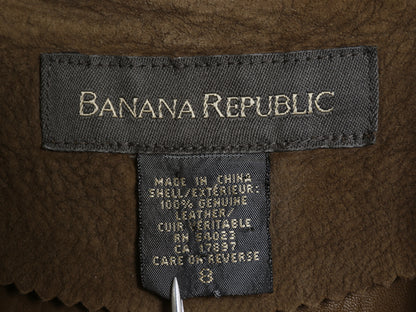 BANANA REPUBLIC
MADE IN CHINA
SHELL/EXTÉRIEUR:
100% GENUINE
LEATHER/
CUIR VÉRITABLE
RN 54023
CA 17897
CARE ON REVERSE
8